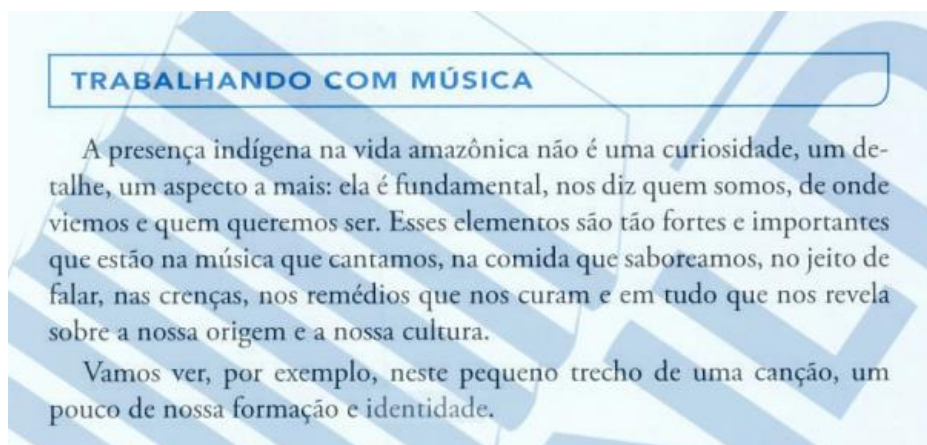 TRABALHANDO COM MÚSICA
A presença indígena na vida amazônica não é uma curiosidade, um de-
talhe, um aspecto a mais: ela é fundamental, nos diz quem somos, de onde
viemos e quem queremos ser. Esses elementos são tão fortes e importantes
que estão na música que cantamos, na comida que saboreamos, no jeito de
falar, nas crenças, nos remédios que nos curam e em tudo que nos revela
sobre a nossa origem e a nossa cultura.
Vamos ver, por exemplo, neste pequeno trecho de uma canção, um
pouco de nossa formação e identidade.